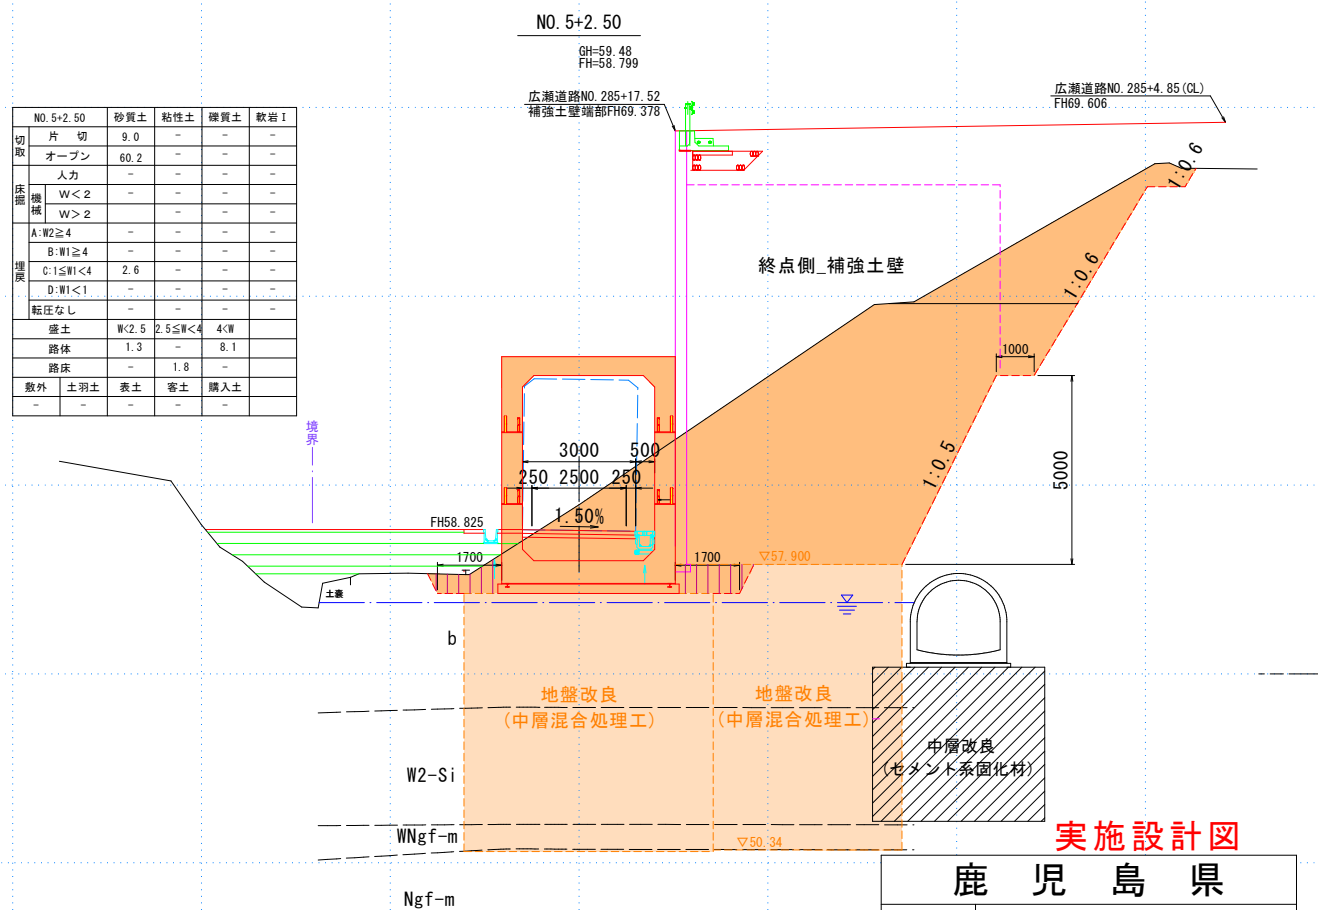 NO.5+2.50
GH=59.48
FH=58.799
広瀬道路NO.285+17.52
補強土壁端部FH69.378
広瀬道路NO.285+4.85(CL)
FH69.606
NO.5+2.50 砂質土 粘性土 礫質土 軟岩Ⅰ
切取 片 切 9.0 - - -
オープン 60.2 - - -
床掘 人力 - - - -
機械 W<2 - - - -
W>2 - - -
埋戻 A:W2≧4 - - - -
B:W1≧4 - - - -
C:1≦W1<4 2.6 - - -
D:W1<1 - - - -
転圧なし - - - -
盛土 W<2.5 2.5≦W<4 4<W
路体 1.3 - 8.1
路床 - 1.8 -
敷外 土羽土 表土 客土 購入土
- - - - -
1:0.6
終点側_補強土壁
1:0.6
1000
境界
3000 500
250 2500 250
1:0.5
5000
1.50%
FH58.825
1700
1700
▽57.900
土嚢
b
地盤改良
(中層混合処理工)
地盤改良
(中層混合処理工)
中層改良
(セメント系固化材)
W2-Si
WNgf-m
▽50.34
Ngf-m
実施設計図
鹿児島県